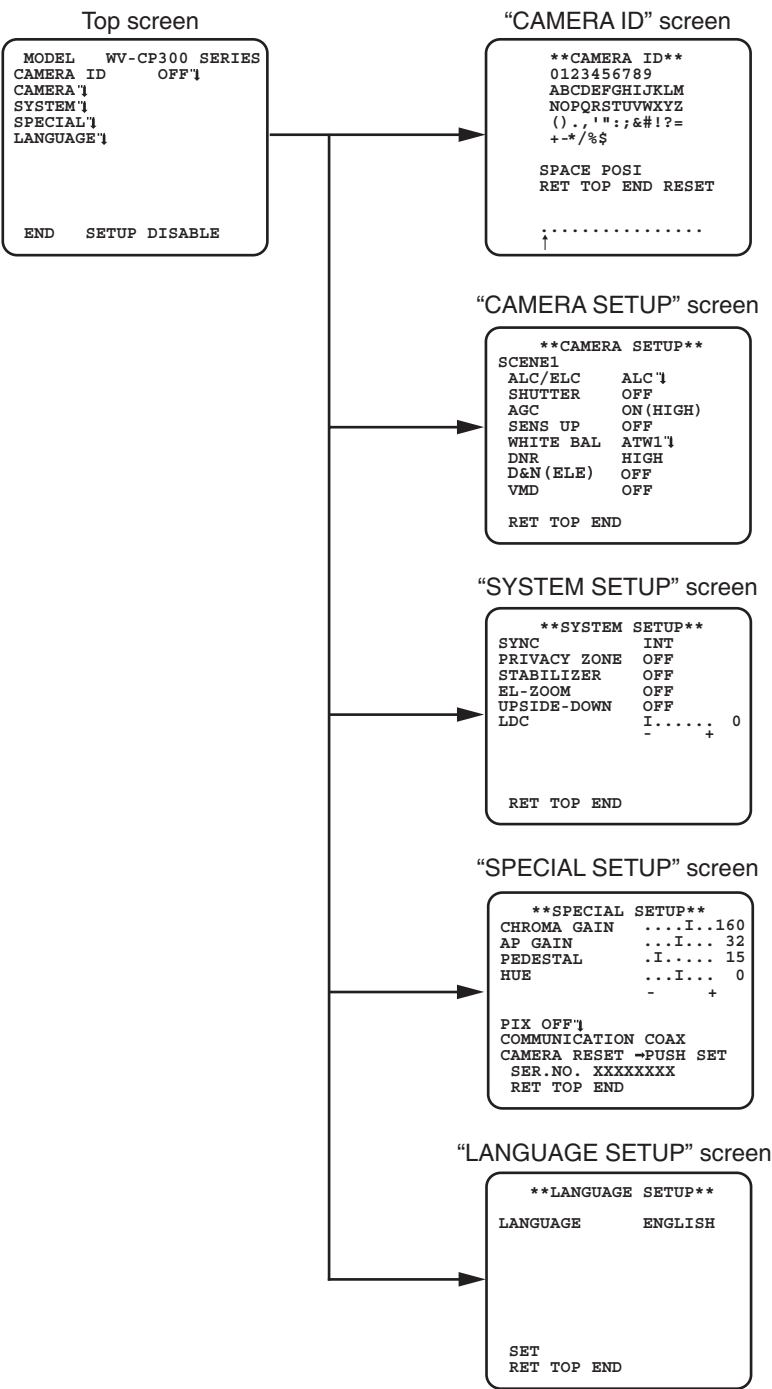 Top screen
MODEL WV-CP300 SERIES
CAMERA ID OFF
CAMERA
SYSTEM
SPECIAL
LANGUAGE
END SETUP DISABLE
“CAMERA ID” screen
**CAMERA ID**
0123456789
ABCDEFGHIJKLM
NOPQRSTUVWXYZ
().,'":;&#!?=
+-*/%$
SPACE POSI
RET TOP END RESET
................
↑
“CAMERA SETUP” screen
**CAMERA SETUP**
SCENE1
ALC/ELC ALC
SHUTTER OFF
AGC ON(HIGH)
SENS UP OFF
WHITE BAL ATW1
DNR HIGH
D&N(ELE) OFF
VMD OFF
RET TOP END
“SYSTEM SETUP” screen
**SYSTEM SETUP**
SYNC INT
PRIVACY ZONE OFF
STABILIZER OFF
EL-ZOOM OFF
UPSIDE-DOWN OFF
LDC I...... 0
- +
RET TOP END
“SPECIAL SETUP” screen
**SPECIAL SETUP**
CHROMA GAIN ....I..160
AP GAIN ...I... 32
PEDESTAL .I..... 15
HUE ...I... 0
- +
PIX OFF
COMMUNICATION COAX
CAMERA RESET →PUSH SET
SER.NO. XXXXXXXX
RET TOP END
“LANGUAGE SETUP” screen
**LANGUAGE SETUP**
LANGUAGE ENGLISH
SET
RET TOP END